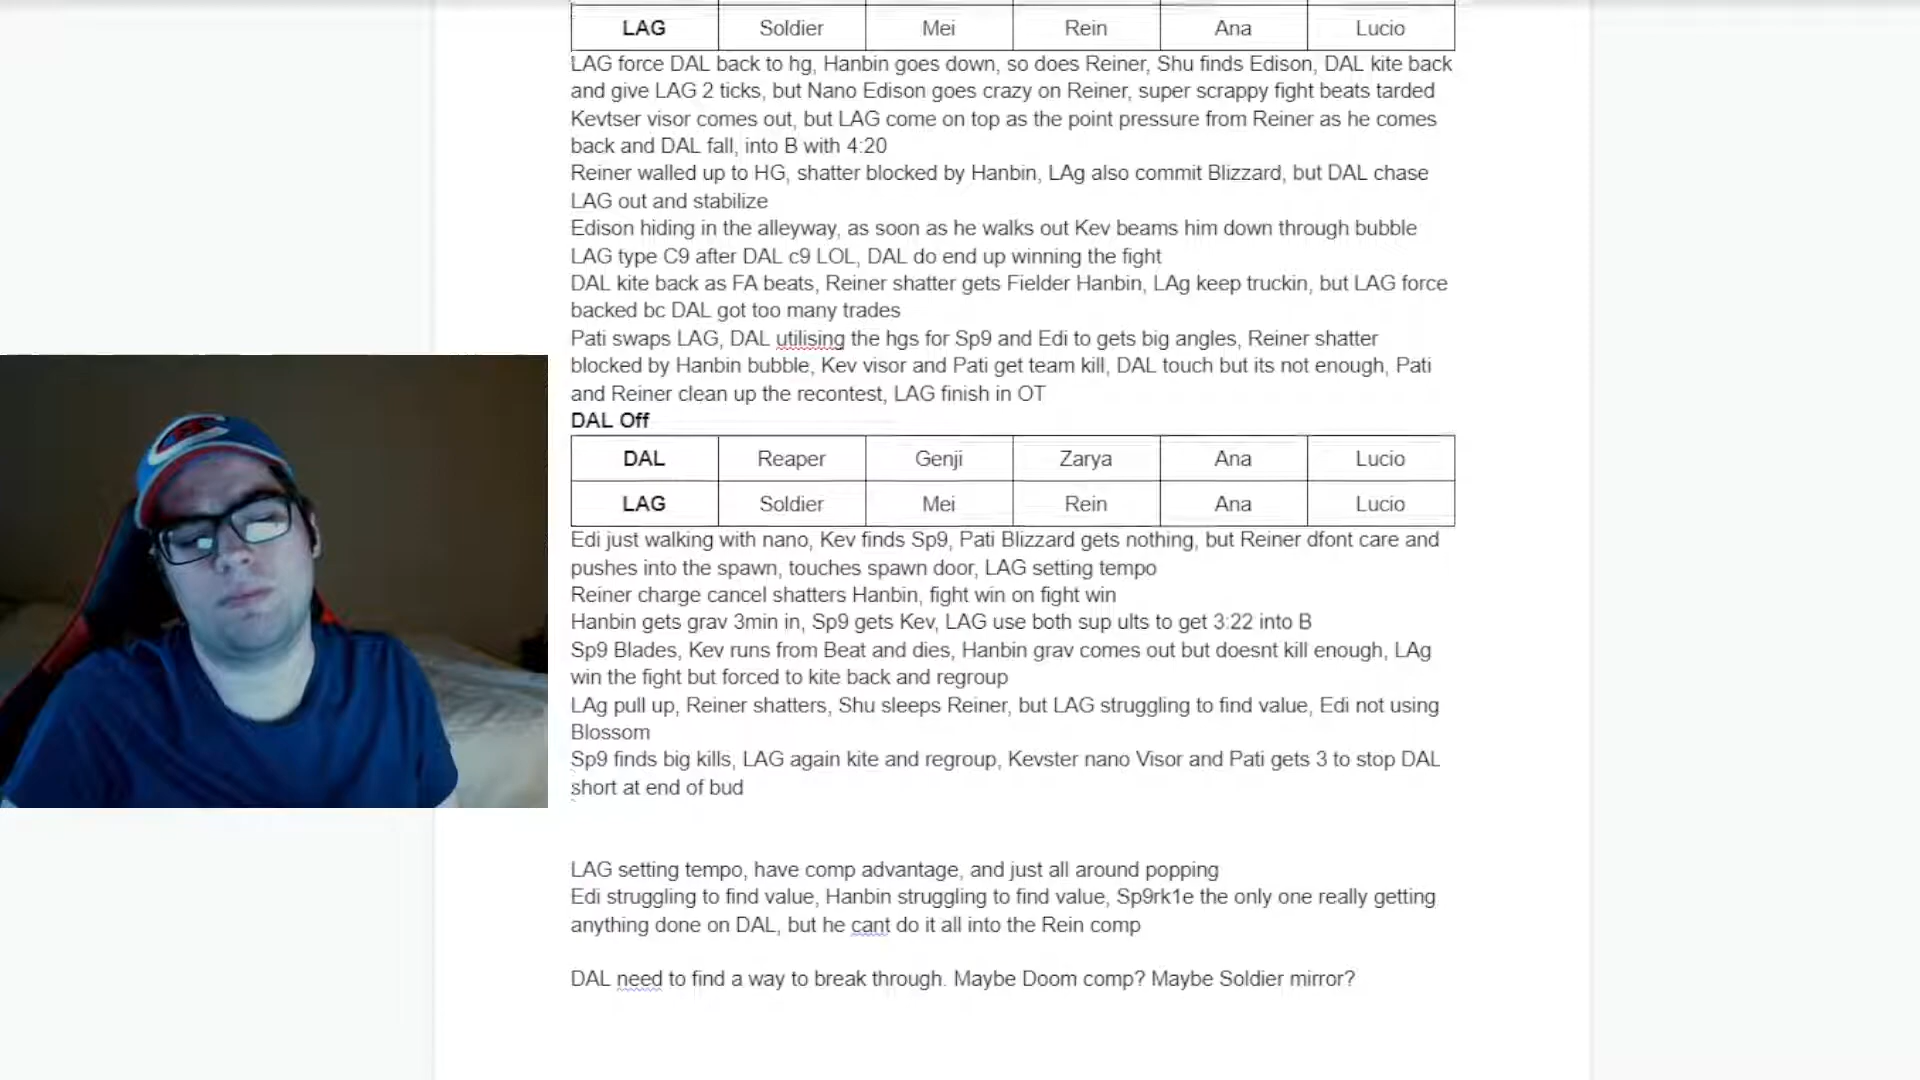 LAG Soldier Mei Rein Ana Lucio
LAG force DAL back to hg, Hanbin goes down, so does Reiner, Shu finds Edison, DAL kite back
and give LAG 2 ticks, but Nano Edison goes crazy on Reiner, super scrappy fight beats tarded
Kevtser visor comes out, but LAG come on top as the point pressure from Reiner as he comes
back and DAL fall, into B with 4:20
Reiner walled up to HG, shatter blocked by Hanbin, LAg also commit Blizzard, but DAL chase
LAG out and stabilize
Edison hiding in the alleyway, as soon as he walks out Kev beams him down through bubble
LAG type C9 after DAL c9 LOL, DAL do end up winning the fight
DAL kite back as FA beats, Reiner shatter gets Fielder Hanbin, LAg keep truckin, but LAG force
backed bc DAL got too many trades
Pati swaps LAG, DAL utilising the hgs for Sp9 and Edi to gets big angles, Reiner shatter
blocked by Hanbin bubble, Kev visor and Pati get team kill, DAL touch but its not enough, Pati
and Reiner clean up the recontest, LAG finish in OT
DAL Off
DAL Reaper Genji Zarya Ana Lucio
LAG Soldier Mei Rein Ana Lucio
Edi just walking with nano, Kev finds Sp9, Pati Blizzard gets nothing, but Reiner dfont care and
pushes into the spawn, touches spawn door, LAG setting tempo
Reiner charge cancel shatters Hanbin, fight win on fight win
Hanbin gets grav 3min in, Sp9 gets Kev, LAG use both sup ults to get 3:22 into B
Sp9 Blades, Kev runs from Beat and dies, Hanbin grav comes out but doesnt kill enough, LAg
win the fight but forced to kite back and regroup
LAg pull up, Reiner shatters, Shu sleeps Reiner, but LAG struggling to find value, Edi not using
Blossom
Sp9 finds big kills, LAG again kite and regroup, Kevster nano Visor and Pati gets 3 to stop DAL
short at end of bud
LAG setting tempo, have comp advantage, and just all around popping
Edi struggling to find value, Hanbin struggling to find value, Sp9rk1e the only one really getting
anything done on DAL, but he cant do it all into the Rein comp
DAL need to find a way to break through. Maybe Doom comp? Maybe Soldier mirror?